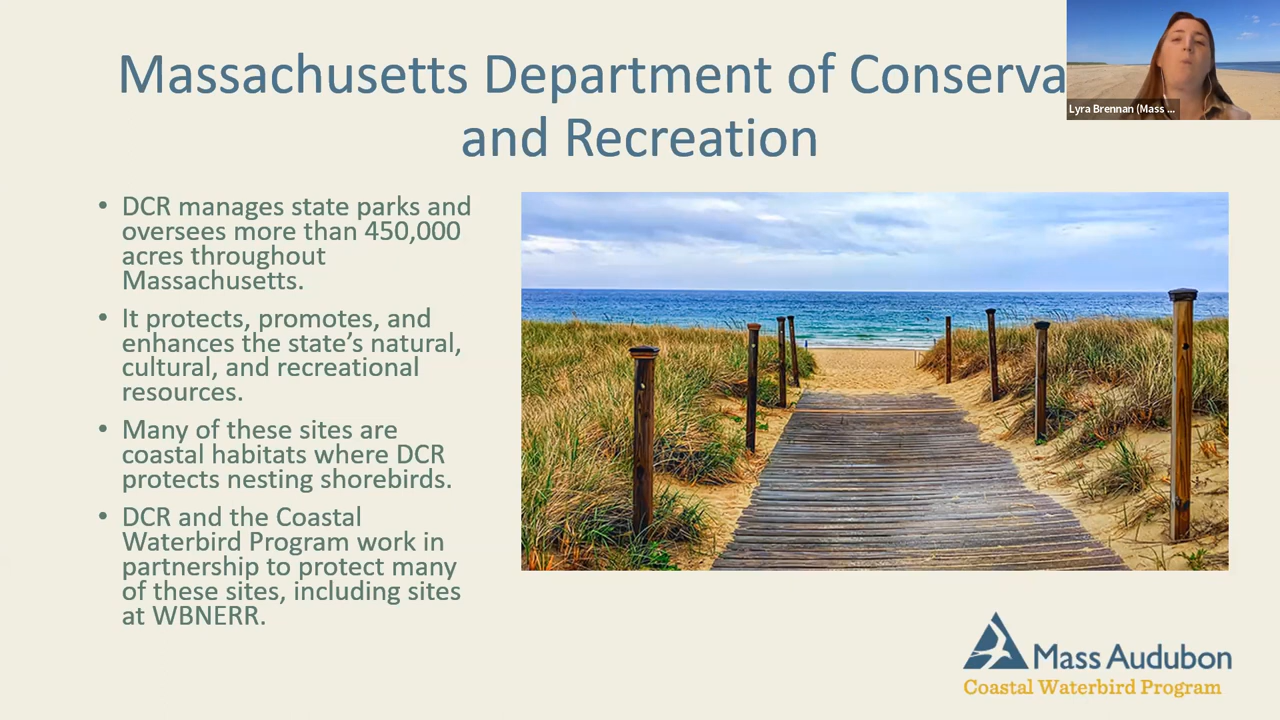 Massachusetts Department of Conserva
and Recreation
Lyra Brennan (Mass ...
• DCR manages state parks and
oversees more than 450,000
acres throughout
Massachusetts.
• It protects, promotes, and
enhances the state’s natural,
cultural, and recreational
resources.
• Many of these sites are
coastal habitats where DCR
protects nesting shorebirds.
• DCR and the Coastal
Waterbird Program work in
partnership to protect many
of these sites, including sites
at WBNERR.
Mass Audubon
Coastal Waterbird Program